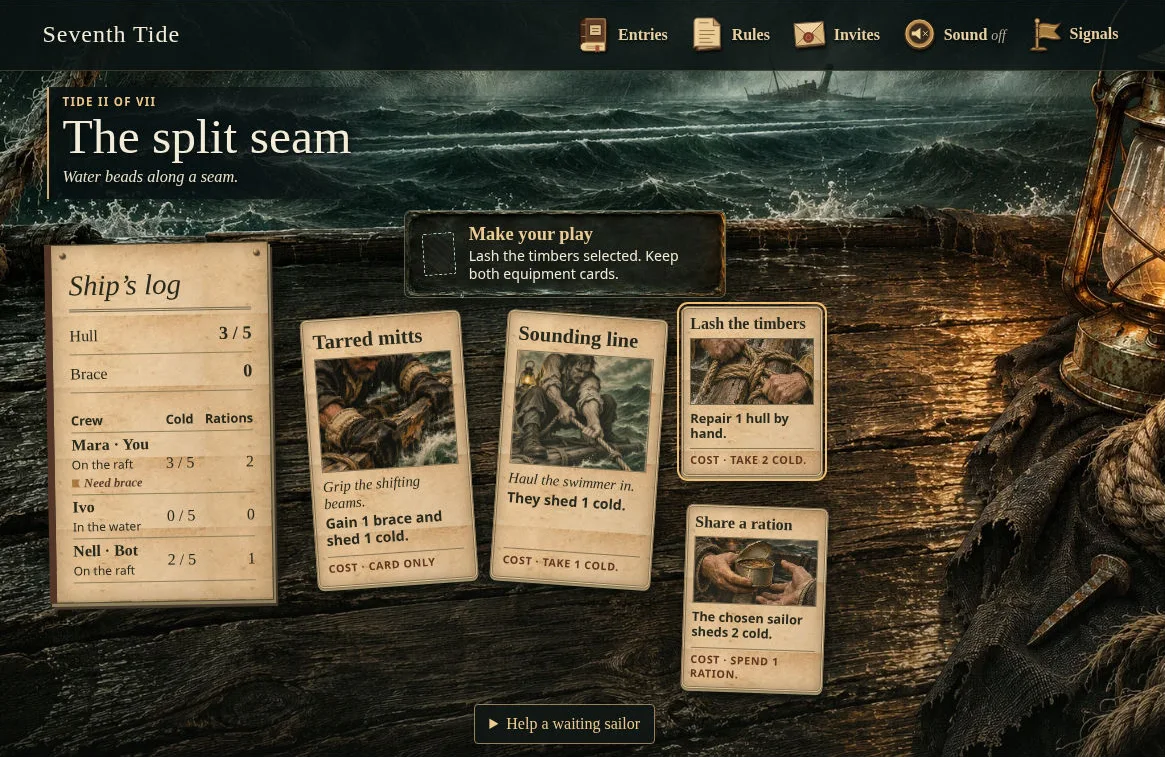 Seventh Tide
Entries
Rules
Invites
Sound off
Signals
TIDE II OF VII
The split seam
Water beads along a seam.
Make your play
Lash the timbers selected. Keep
both equipment cards.
Ship's log
Hull 3 / 5
Brace 0
Crew Cold Rations
Mara · You
On the raft 3 / 5 2
Need brace
Ivo
In the water 0 / 5 0
Nell · Bot
On the raft 2 / 5 1
Tarred mitts
Grip the shifting
beams.
Gain 1 brace and
shed 1 cold.
COST · CARD ONLY
Sounding line
Haul the swimmer in.
They shed 1 cold.
COST · TAKE 1 COLD.
Lash the timbers
Repair 1 hull by
hand.
COST · TAKE 2 COLD.
Share a ration
The chosen sailor
sheds 2 cold.
COST · SPEND 1
RATION.
Help a waiting sailor